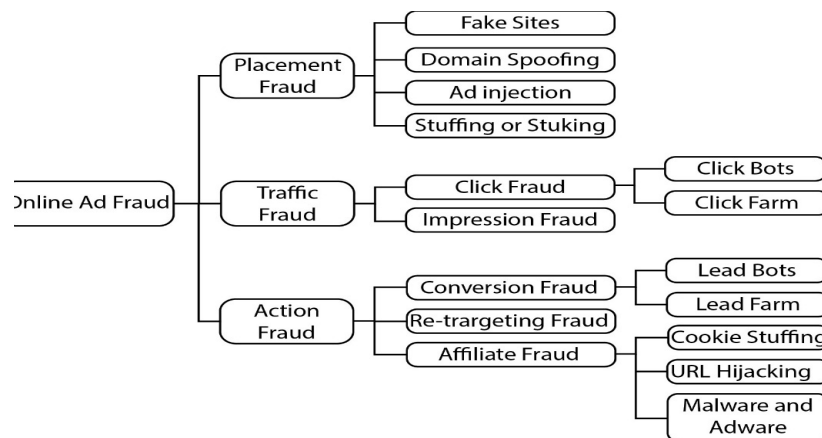 Fake Sites
Placement
Fraud
Domain Spoofing
Ad injection
Stuffing or Stuking
Online Ad Fraud
Traffic
Fraud
Click Fraud
Click Bots
Click Farm
Impression Fraud
Action
Fraud
Conversion Fraud
Lead Bots
Lead Farm
Re-trargeting Fraud
Affiliate Fraud
Cookie Stuffing
URL Hijacking
Malware and
Adware